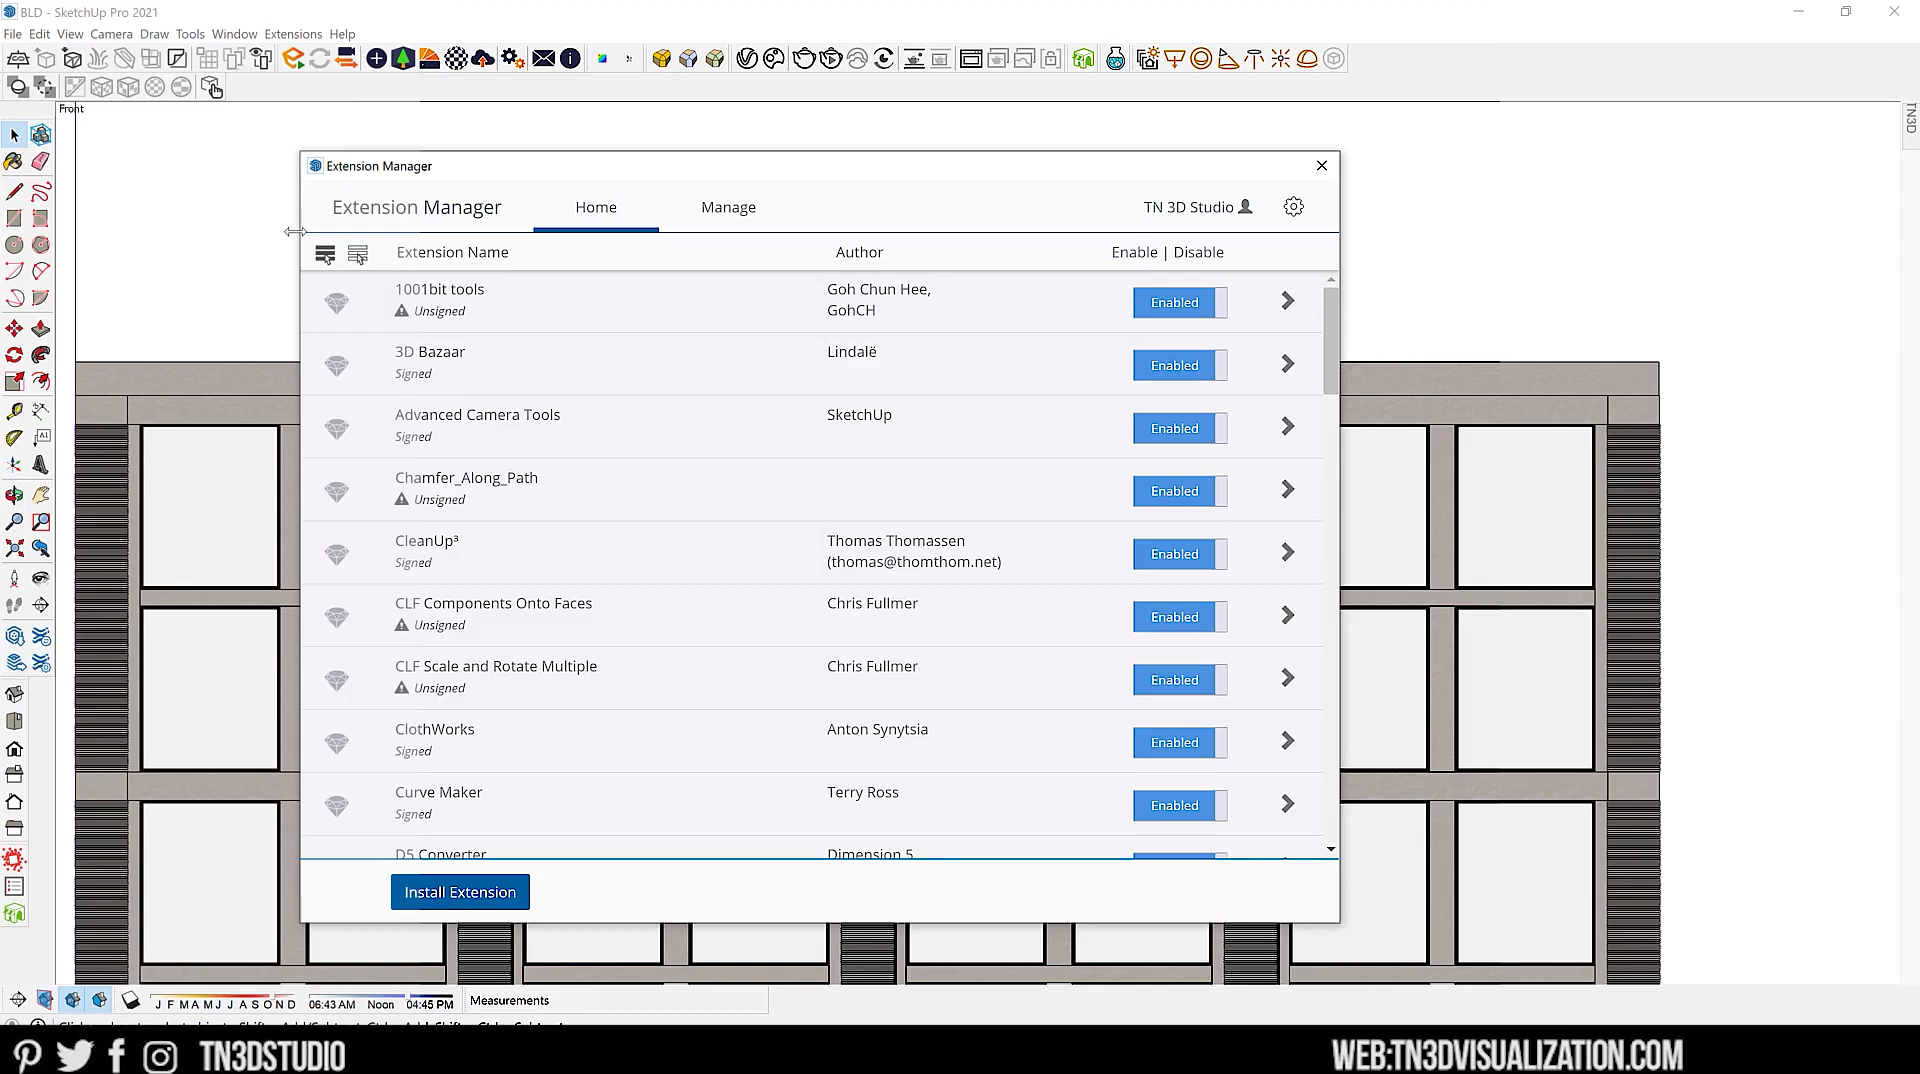 BLD - SketchUp Pro 2021
File Edit View Camera Draw Tools Window Extensions Help
Front
TN3D
Extension Manager
Extension Manager Home Manage TN 3D Studio
Extension Name Author Enable | Disable
1001bit tools Goh Chun Hee,
Unsigned GohCH Enabled
3D Bazaar Lindalë
Signed Enabled
Advanced Camera Tools SketchUp
Signed Enabled
Chamfer_Along_Path
Unsigned Enabled
CleanUp³ Thomas Thomassen
Signed (thomas@thomthom.net) Enabled
CLF Components Onto Faces Chris Fullmer
Unsigned Enabled
CLF Scale and Rotate Multiple Chris Fullmer
Unsigned Enabled
ClothWorks Anton Synytsia
Signed Enabled
Curve Maker Terry Ross
Signed Enabled
D5 Converter Dimension 5
Install Extension
J F M A M J J A S O N D 06:43 AM Noon 04:45 PM Measurements
TN3DSTUDIO WEB:TN3DVISUALIZATION.COM